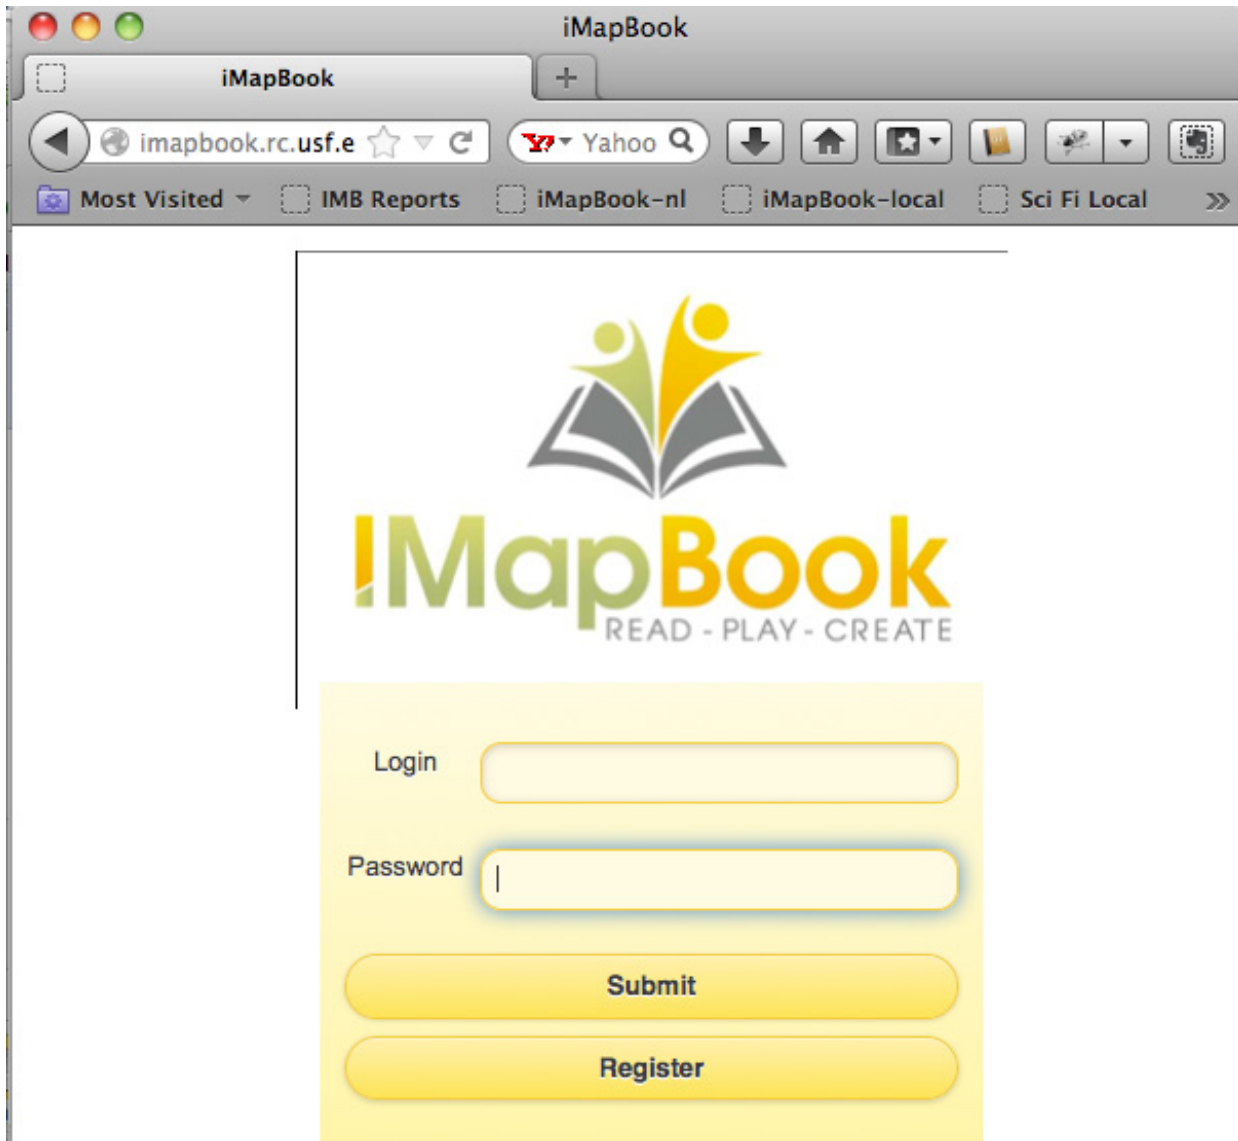 iMapBook
iMapBook
imapbook.rc.usf.e Yahoo
Most Visited IMB Reports iMapBook-nl iMapBook-local Sci Fi Local
IMapBook
READ - PLAY - CREATE
Login
Password
Submit
Register